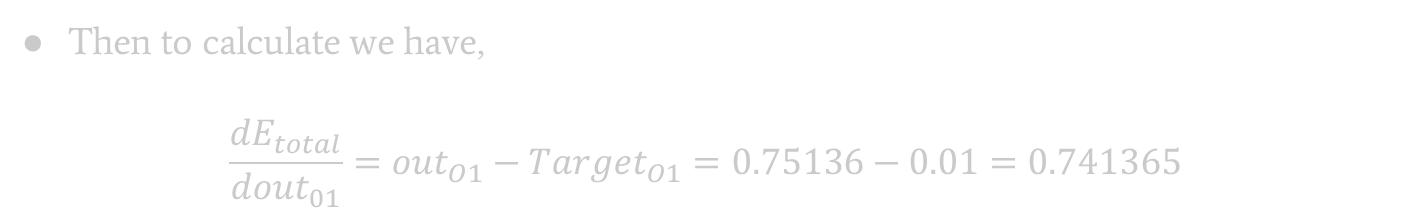 ● Then to calculate we have,
dE_total/dout_01 = out_O1 − Target_O1 = 0.75136 − 0.01 = 0.741365